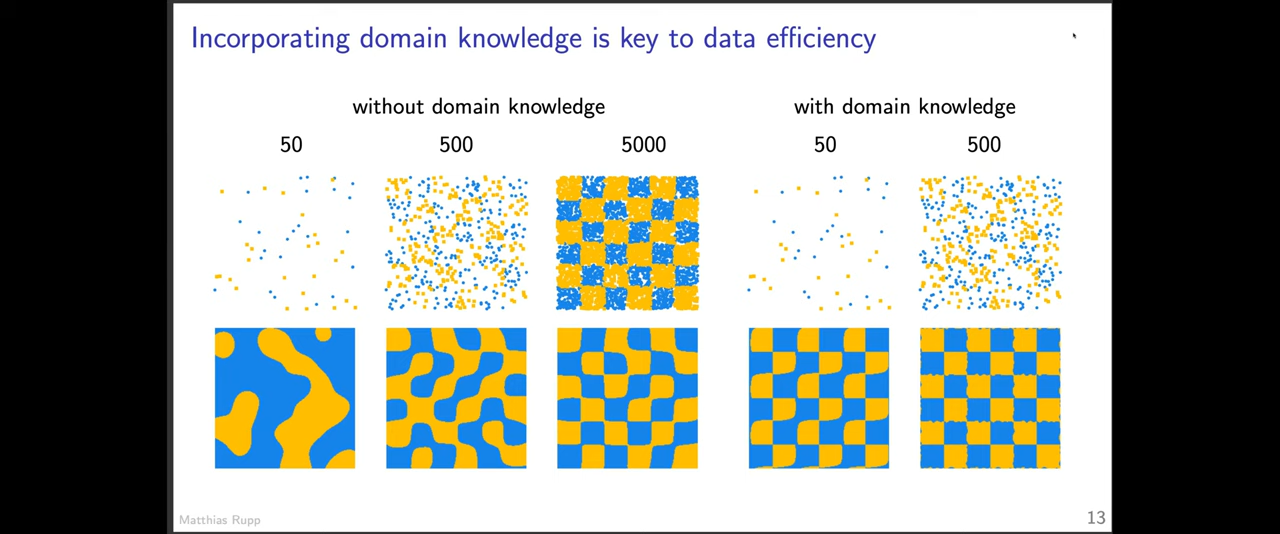 Incorporating domain knowledge is key to data efficiency
without domain knowledge
with domain knowledge
50
500
5000
50
500
Matthias Rupp
13